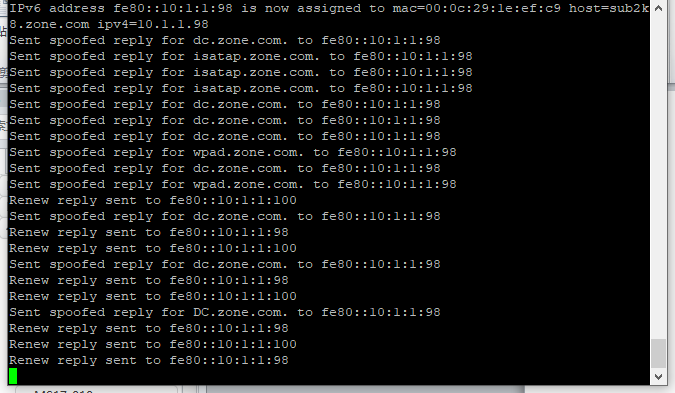 IPv6 address fe80::10:1:1:98 is now assigned to mac=00:0c:29:1e:ef:c9 host=sub2k
8.zone.com ipv4=10.1.1.98
Sent spoofed reply for dc.zone.com. to fe80::10:1:1:98
Sent spoofed reply for isatap.zone.com. to fe80::10:1:1:98
Sent spoofed reply for isatap.zone.com. to fe80::10:1:1:98
Sent spoofed reply for isatap.zone.com. to fe80::10:1:1:98
Sent spoofed reply for dc.zone.com. to fe80::10:1:1:98
Sent spoofed reply for dc.zone.com. to fe80::10:1:1:98
Sent spoofed reply for dc.zone.com. to fe80::10:1:1:98
Sent spoofed reply for wpad.zone.com. to fe80::10:1:1:98
Sent spoofed reply for dc.zone.com. to fe80::10:1:1:98
Sent spoofed reply for wpad.zone.com. to fe80::10:1:1:98
Renew reply sent to fe80::10:1:1:100
Sent spoofed reply for dc.zone.com. to fe80::10:1:1:98
Renew reply sent to fe80::10:1:1:98
Renew reply sent to fe80::10:1:1:100
Sent spoofed reply for dc.zone.com. to fe80::10:1:1:98
Renew reply sent to fe80::10:1:1:98
Renew reply sent to fe80::10:1:1:100
Sent spoofed reply for DC.zone.com. to fe80::10:1:1:98
Renew reply sent to fe80::10:1:1:98
Renew reply sent to fe80::10:1:1:100
Renew reply sent to fe80::10:1:1:98